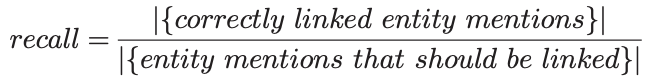 recall = |{correctly linked entity mentions}| / |{entity mentions that should be linked}|